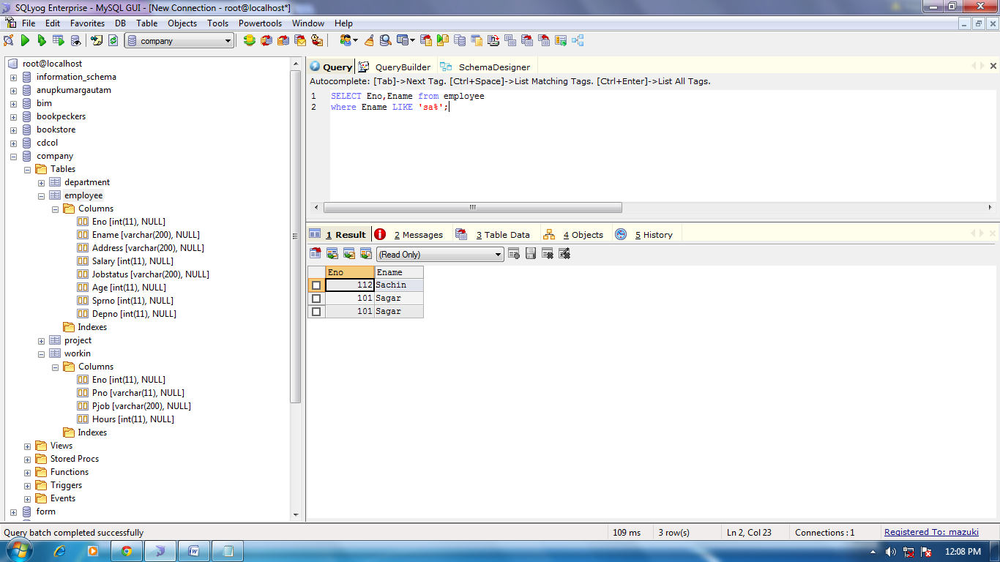 SQLyog Enterprise - MySQL GUI - [New Connection - root@localhost*]
File Edit Favorites DB Table Objects Tools Powertools Window Help
company
root@localhost
information_schema
anupkumargautam
bim
bookpeckers
bookstore
cdcol
company
Tables
department
employee
Columns
Eno [int(11), NULL]
Ename [varchar(200), NULL]
Address [varchar(200), NULL]
Salary [int(11), NULL]
Jobstatus [varchar(200), NULL]
Age [int(11), NULL]
Sprno [int(11), NULL]
Depno [int(11), NULL]
Indexes
project
workin
Columns
Eno [int(11), NULL]
Pno [varchar(11), NULL]
Pjob [varchar(200), NULL]
Hours [int(11), NULL]
Indexes
Views
Stored Procs
Functions
Triggers
Events
form
Query QueryBuilder SchemaDesigner
Autocomplete: [Tab]->Next Tag. [Ctrl+Space]->List Matching Tags. [Ctrl+Enter]->List All Tags.
1 SELECT Eno,Ename from employee
2 where Ename LIKE 'sa%';
1 Result 2 Messages 3 Table Data 4 Objects 5 History
(Read Only)
Eno Ename
112 Sachin
101 Sagar
101 Sagar
Query batch completed successfully 109 ms 3 row(s) Ln 2, Col 23 Connections : 1 Registered To: mazuki
12:08 PM